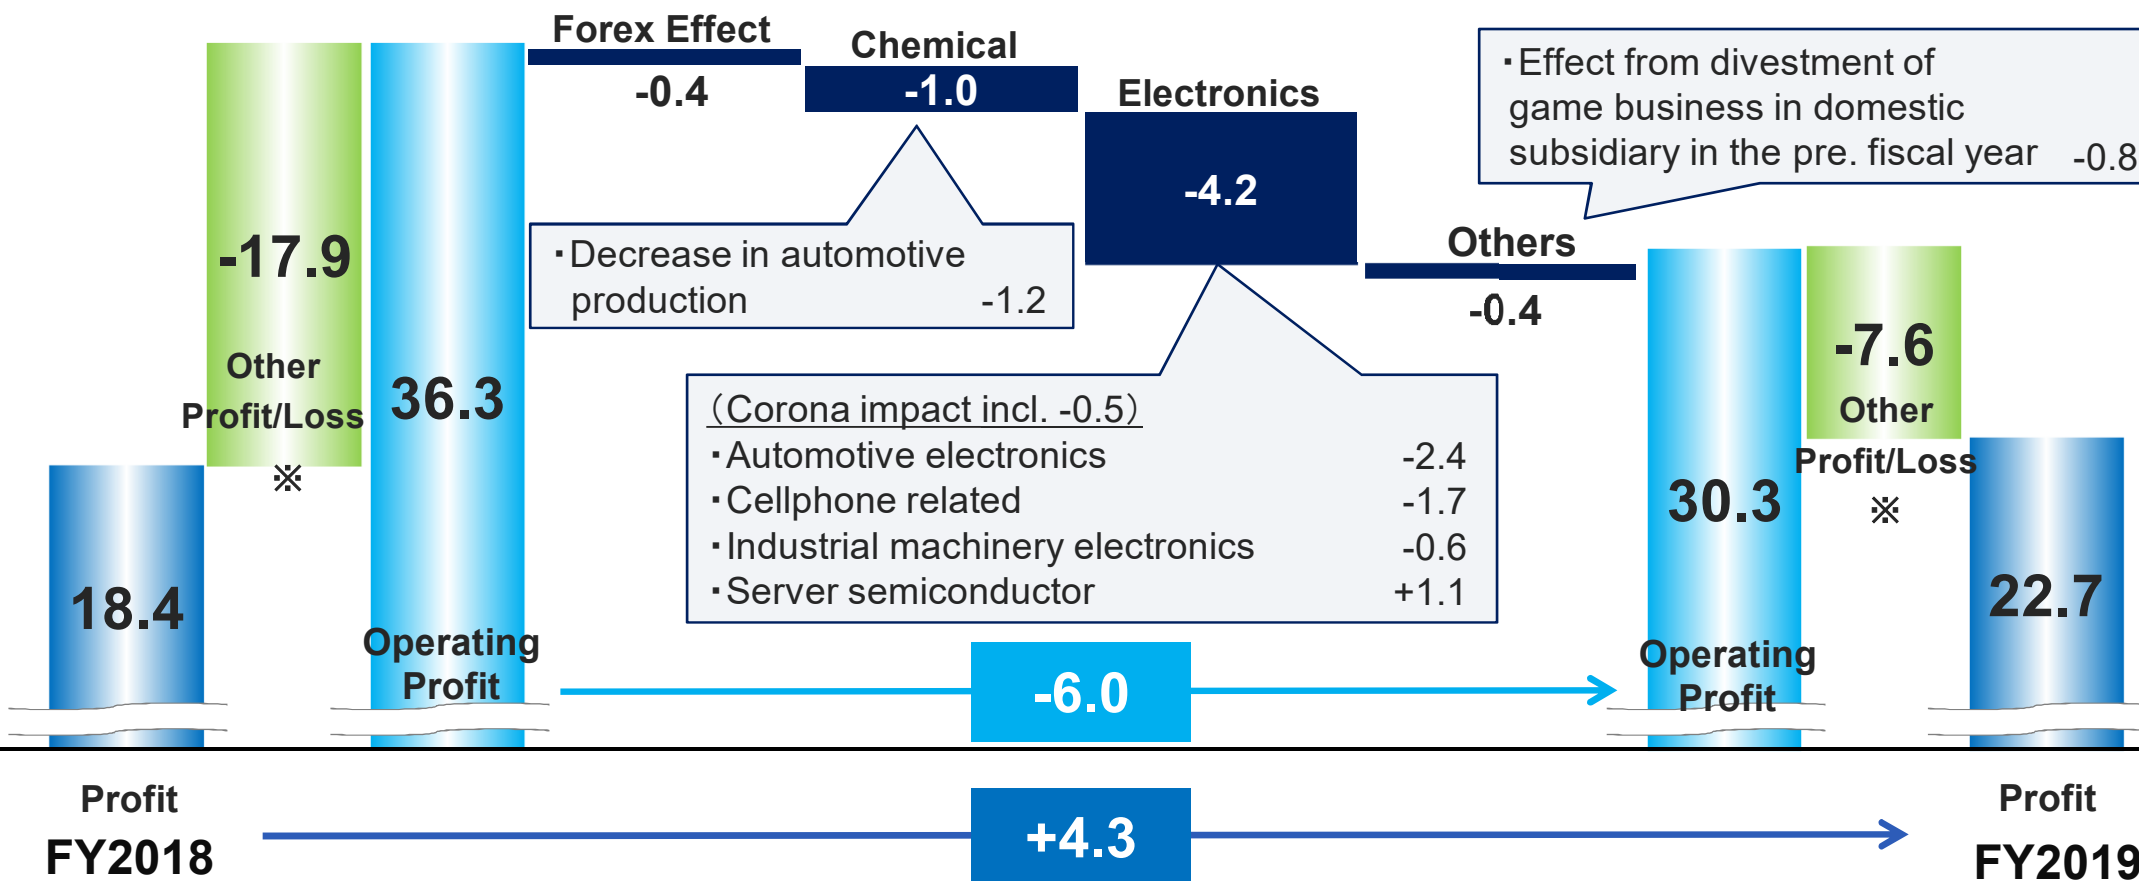 Forex Effect
-0.4
Chemical
-1.0
Electronics
-4.2
・Effect from divestment of
game business in domestic
subsidiary in the pre. fiscal year -0.8
Others
-0.4
-17.9
Other
Profit/Loss
※
36.3
Operating
Profit
18.4
・Decrease in automotive
production -1.2
（Corona impact incl. -0.5）
・Automotive electronics -2.4
・Cellphone related -1.7
・Industrial machinery electronics -0.6
・Server semiconductor +1.1
30.3
Operating
Profit
-7.6
Other
Profit/Loss
※
22.7
-6.0
Profit
FY2018
+4.3
Profit
FY2019